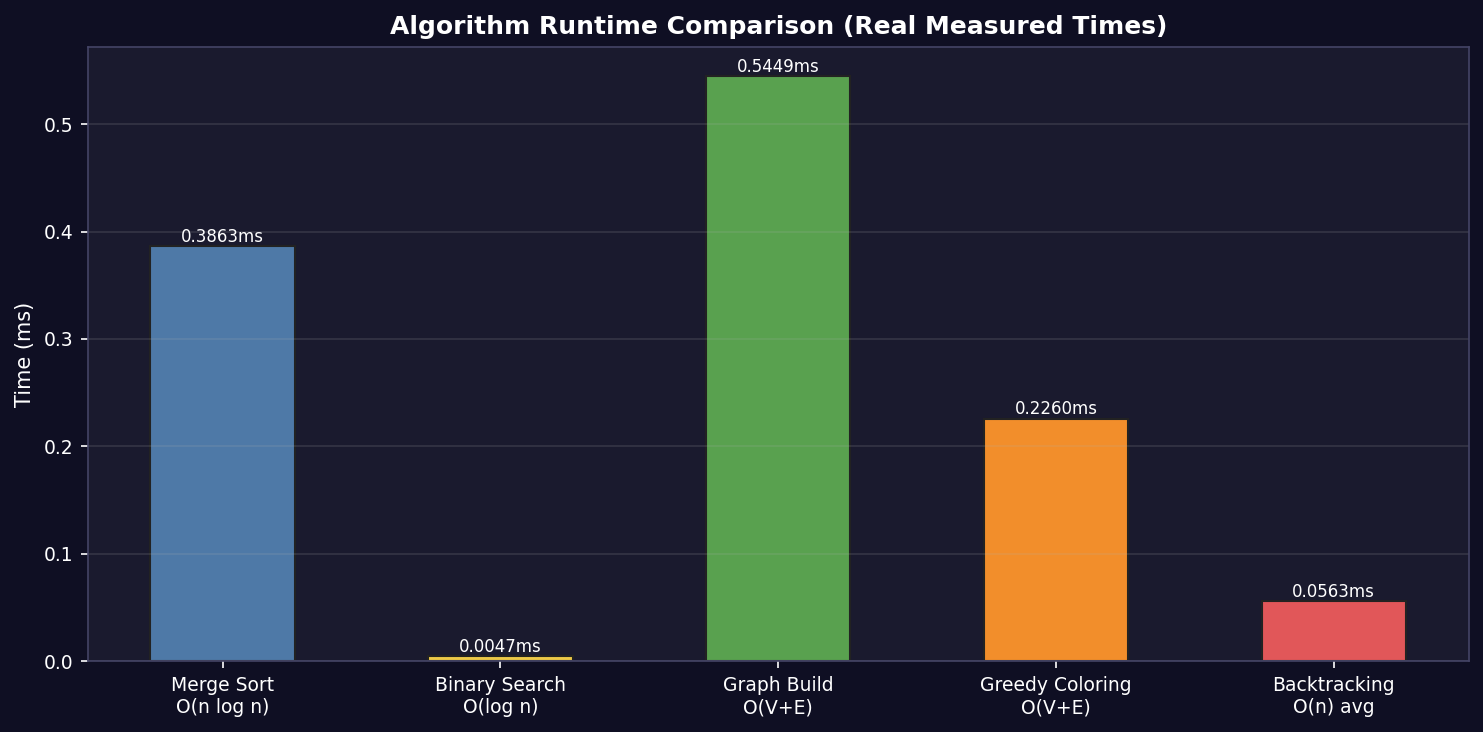 Algorithm Runtime Comparison (Real Measured Times)
Time (ms)
0.5
0.4
0.3
0.2
0.1
0.0
0.3863ms
0.0047ms
0.5449ms
0.2260ms
0.0563ms
Merge Sort
O(n log n)
Binary Search
O(log n)
Graph Build
O(V+E)
Greedy Coloring
O(V+E)
Backtracking
O(n) avg